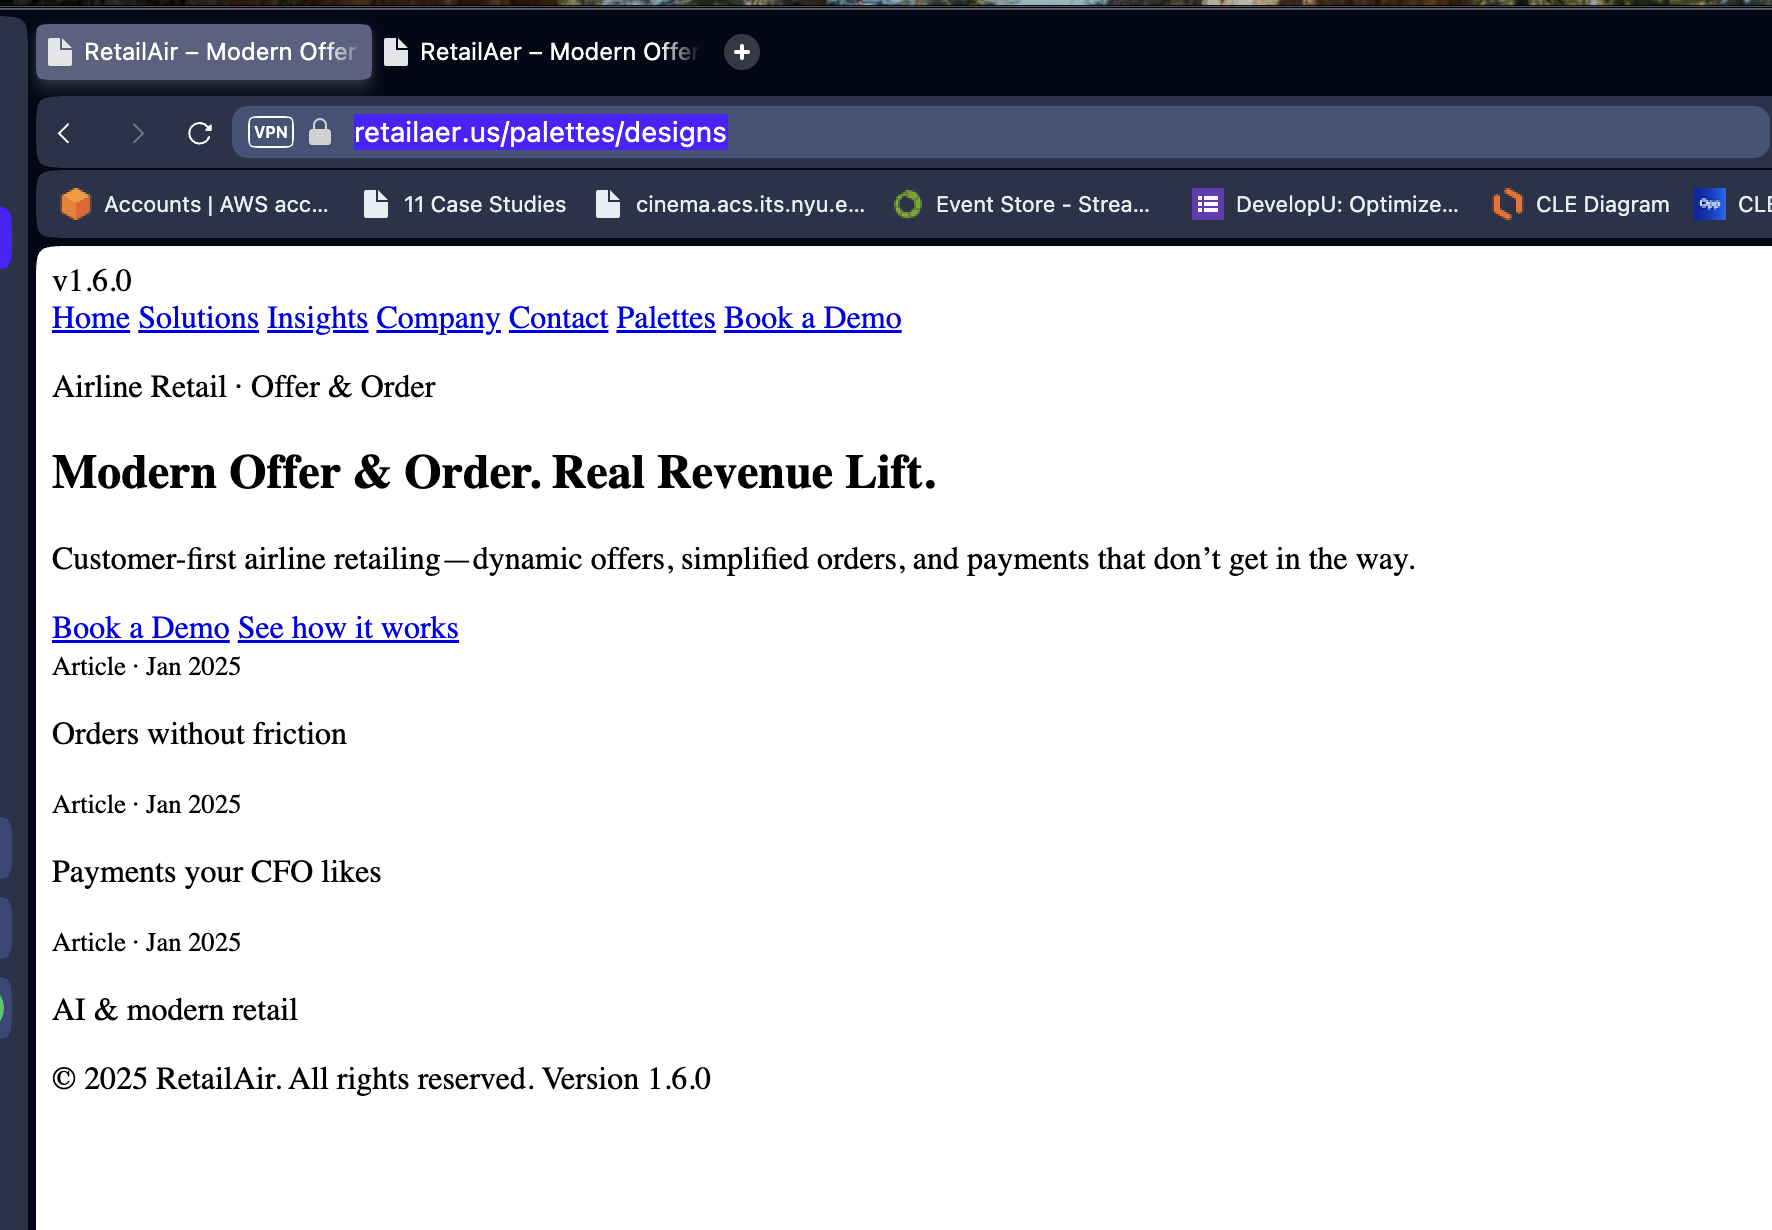 RetailAir – Modern Offer
RetailAer – Modern Offer
VPN
retailaer.us/palettes/designs
Accounts | AWS acc...
11 Case Studies
cinema.acs.its.nyu.e...
Event Store - Strea...
DevelopU: Optimize...
CLE Diagram
Opp
CLE
v1.6.0
Home Solutions Insights Company Contact Palettes Book a Demo
Airline Retail · Offer & Order
Modern Offer & Order. Real Revenue Lift.
Customer-first airline retailing—dynamic offers, simplified orders, and payments that don’t get in the way.
Book a Demo See how it works
Article · Jan 2025
Orders without friction
Article · Jan 2025
Payments your CFO likes
Article · Jan 2025
AI & modern retail
© 2025 RetailAir. All rights reserved. Version 1.6.0